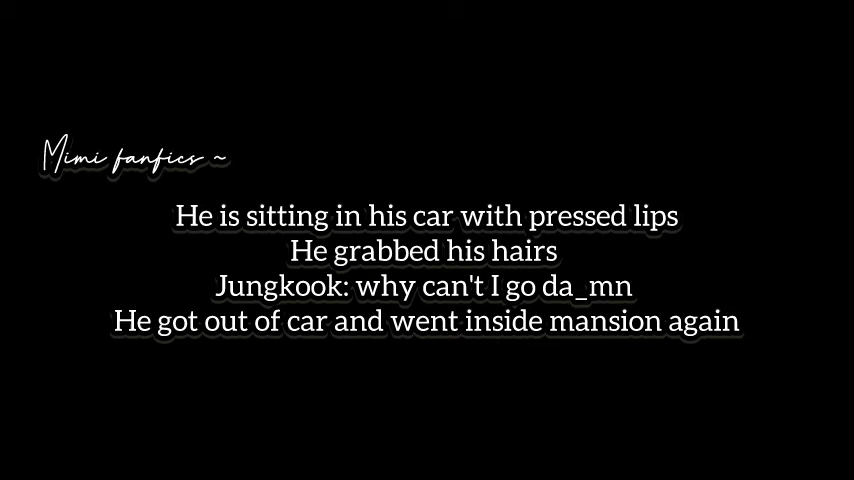 Mimi fanfics ~
He is sitting in his car with pressed lips
He grabbed his hairs
Jungkook: why can't I go da_mn
He got out of car and went inside mansion again